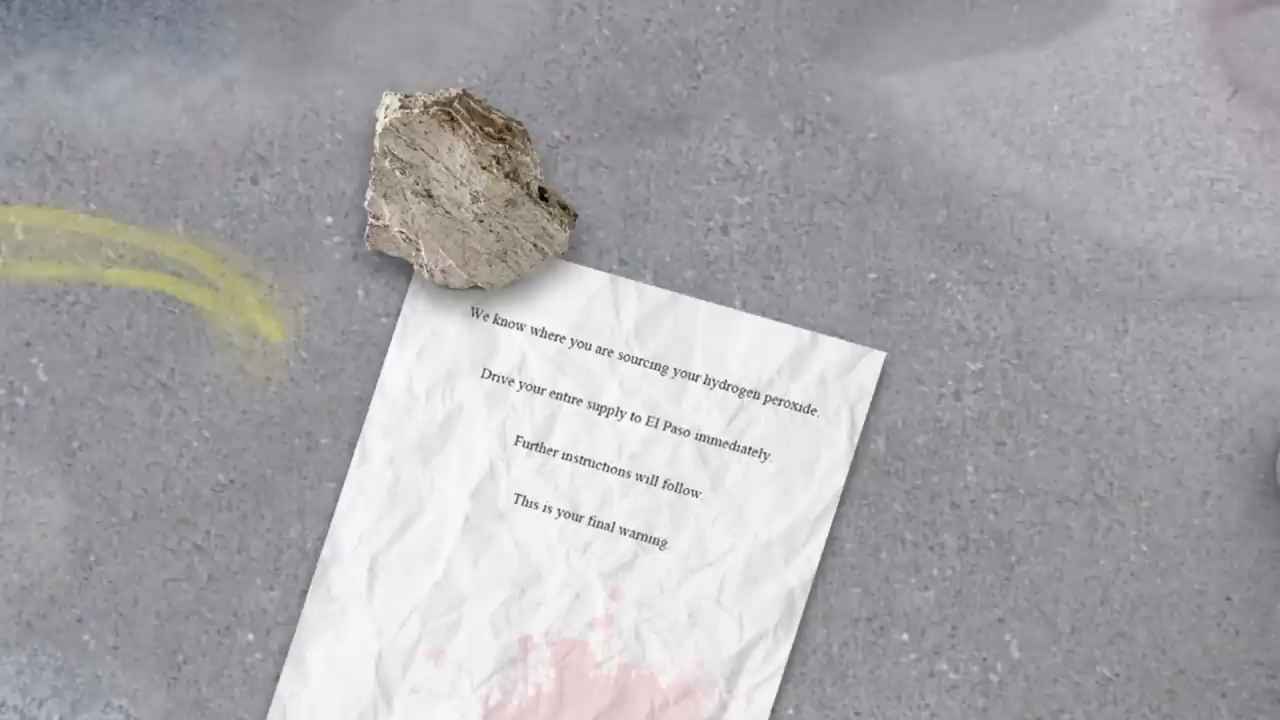 We know where you are sourcing your hydrogen peroxide.
Drive your entire supply to El Paso immediately.
Further instructions will follow.
This is your final warning.